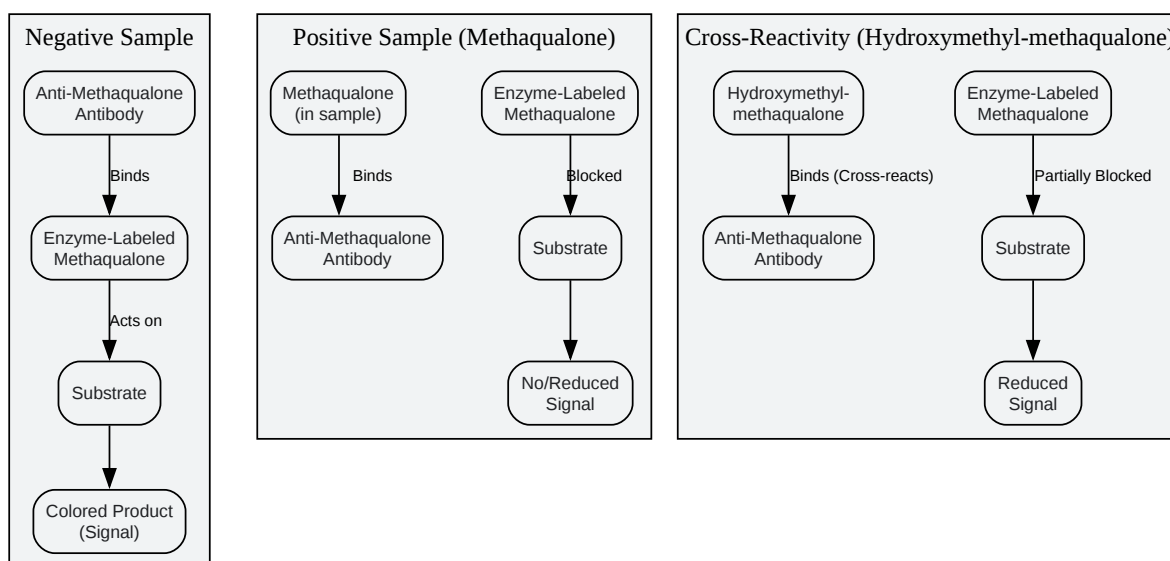 Negative Sample
Anti-Methaqualone
Antibody
Binds
Enzyme-Labeled
Methaqualone
Acts on
Substrate
Colored Product
(Signal)
Positive Sample (Methaqualone)
Methaqualone
(in sample)
Binds
Anti-Methaqualone
Antibody
Enzyme-Labeled
Methaqualone
Blocked
Substrate
No/Reduced
Signal
Cross-Reactivity (Hydroxymethyl-methaqualone)
Hydroxymethyl-
methaqualone
Binds (Cross-reacts)
Anti-Methaqualone
Antibody
Enzyme-Labeled
Methaqualone
Partially Blocked
Substrate
Reduced
Signal